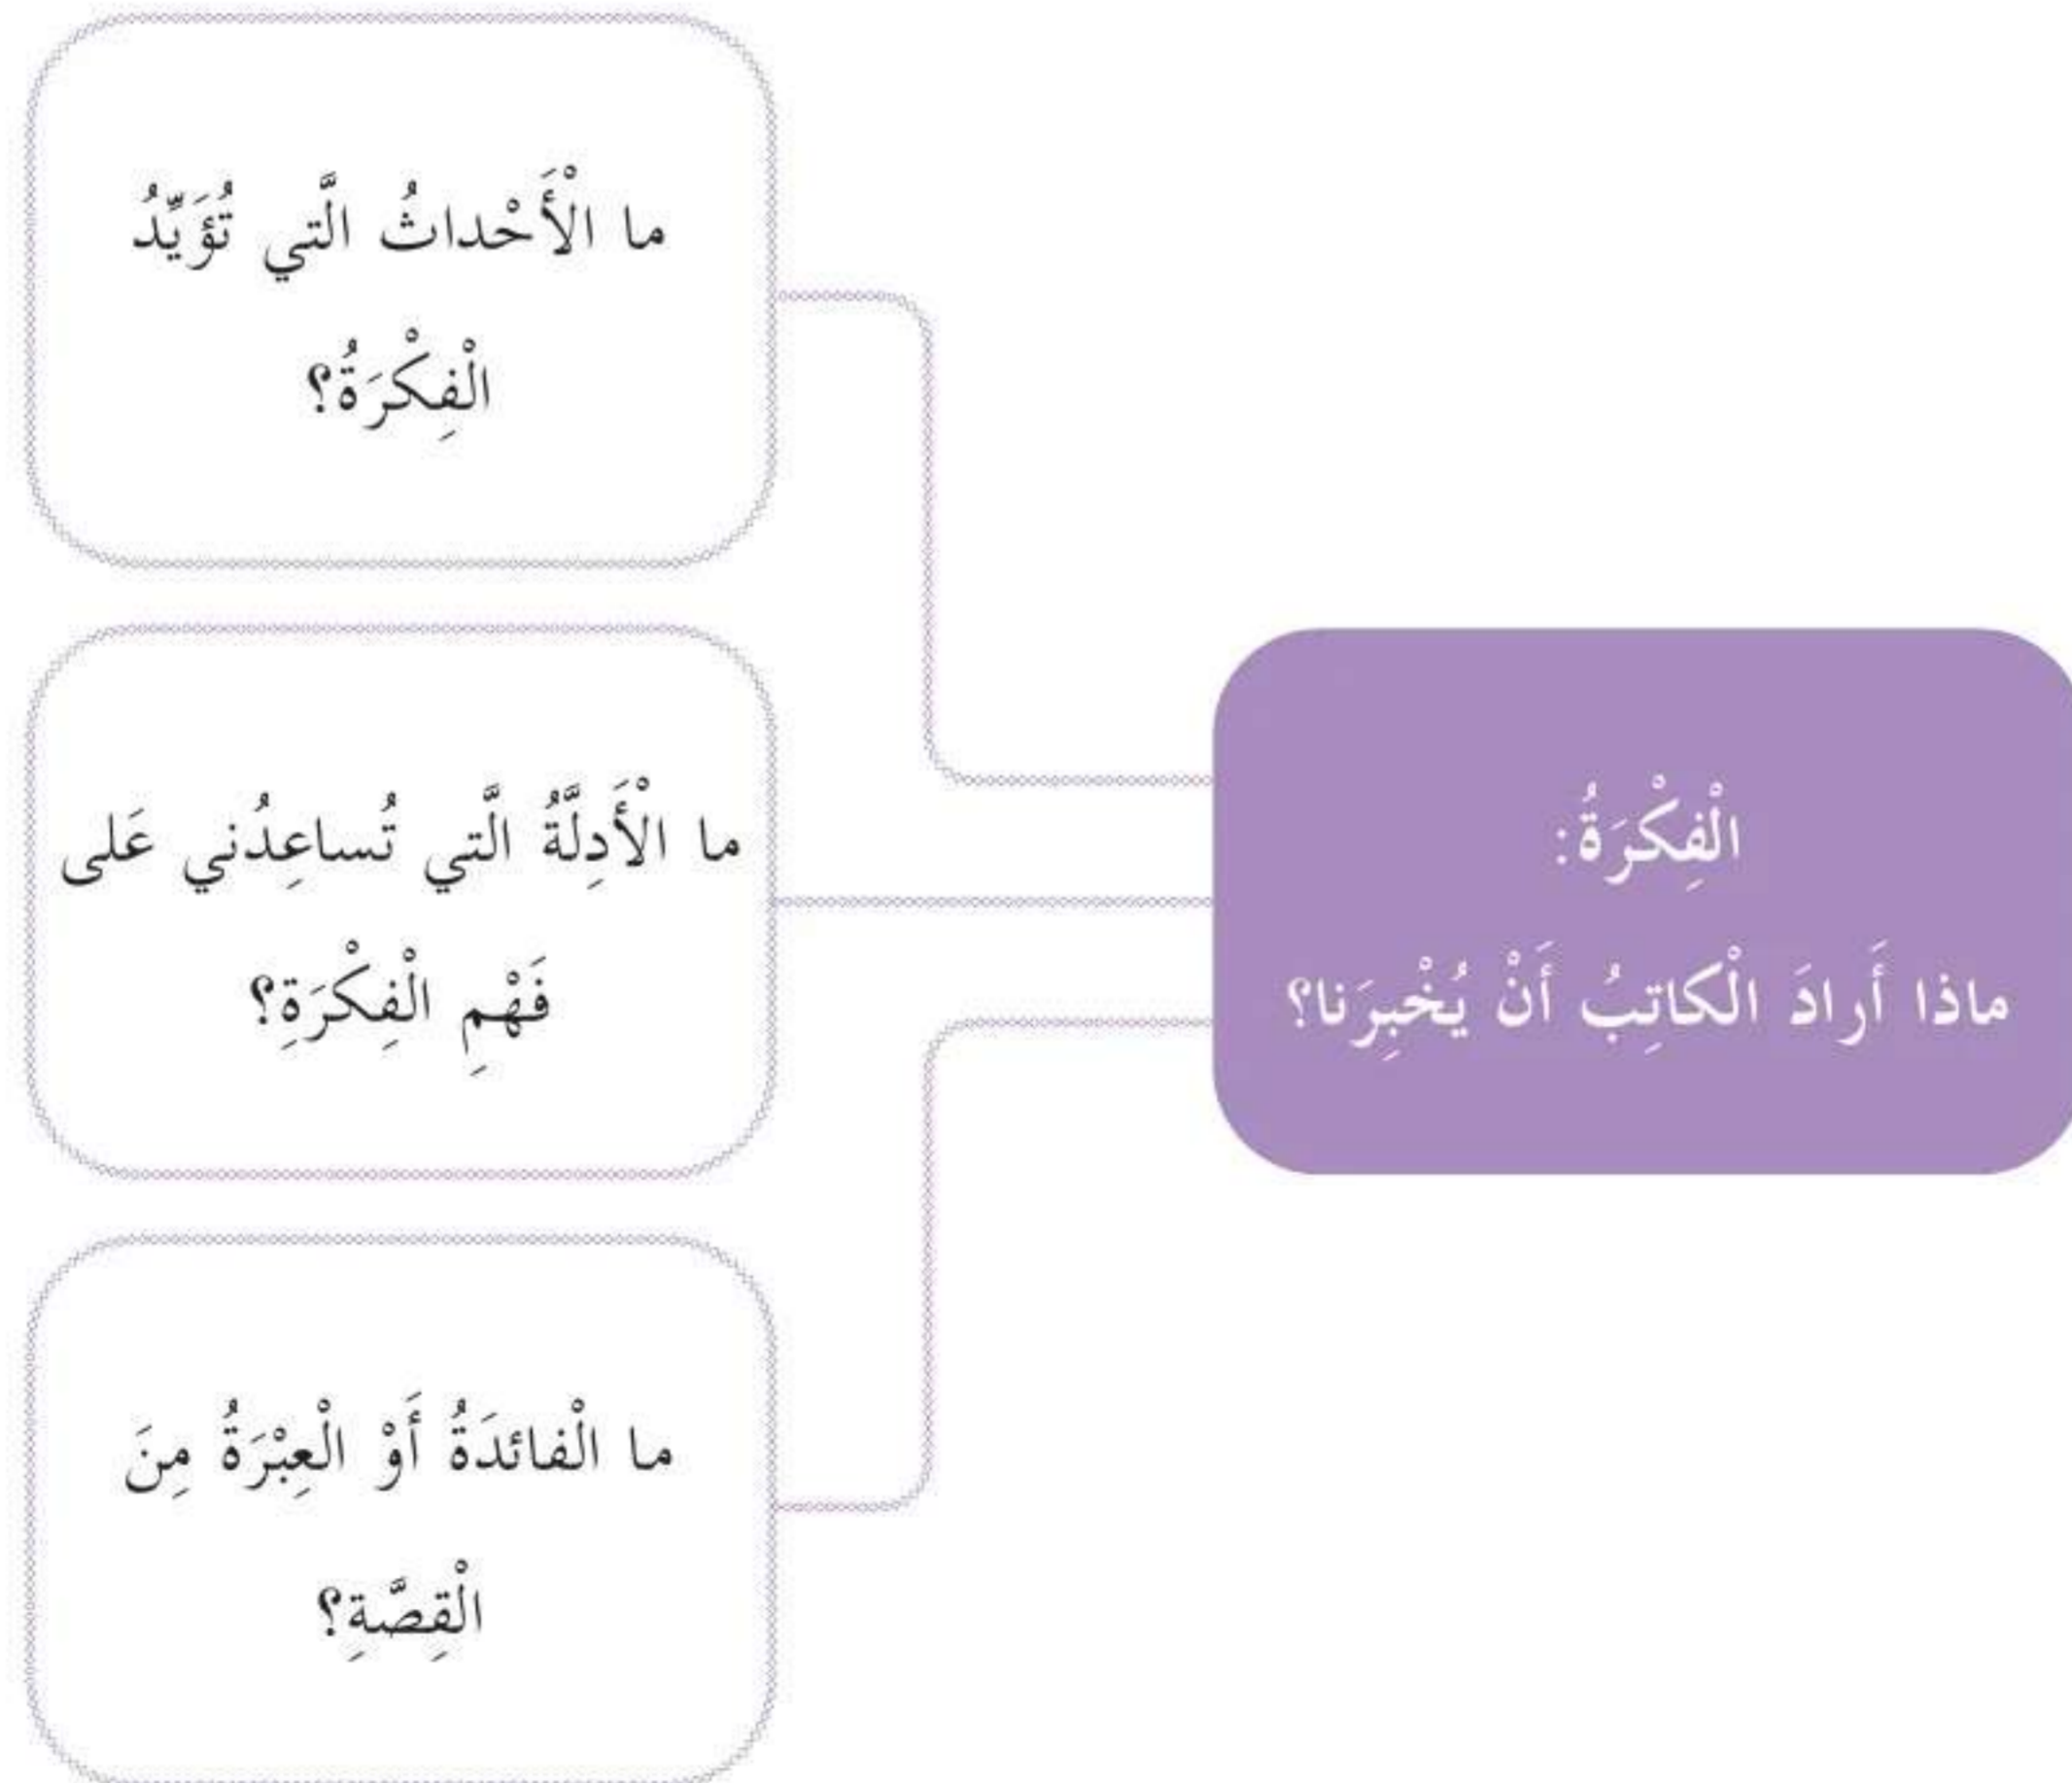 الْفِكْرَةُ:
ماذا أَرادَ الْكاتِبُ أَنْ يُخْبِرَنا؟
ما الْأَحْداثُ الَّتي تُؤَيِّدُ
الْفِكْرَةُ؟
ما الْأَدِلَّةُ الَّتي تُساعِدُني عَلى
فَهْمِ الْفِكْرَةِ؟
ما الْفائدَةُ أَوْ الْعِبْرَةُ مِنَ
الْقِصَّةِ؟